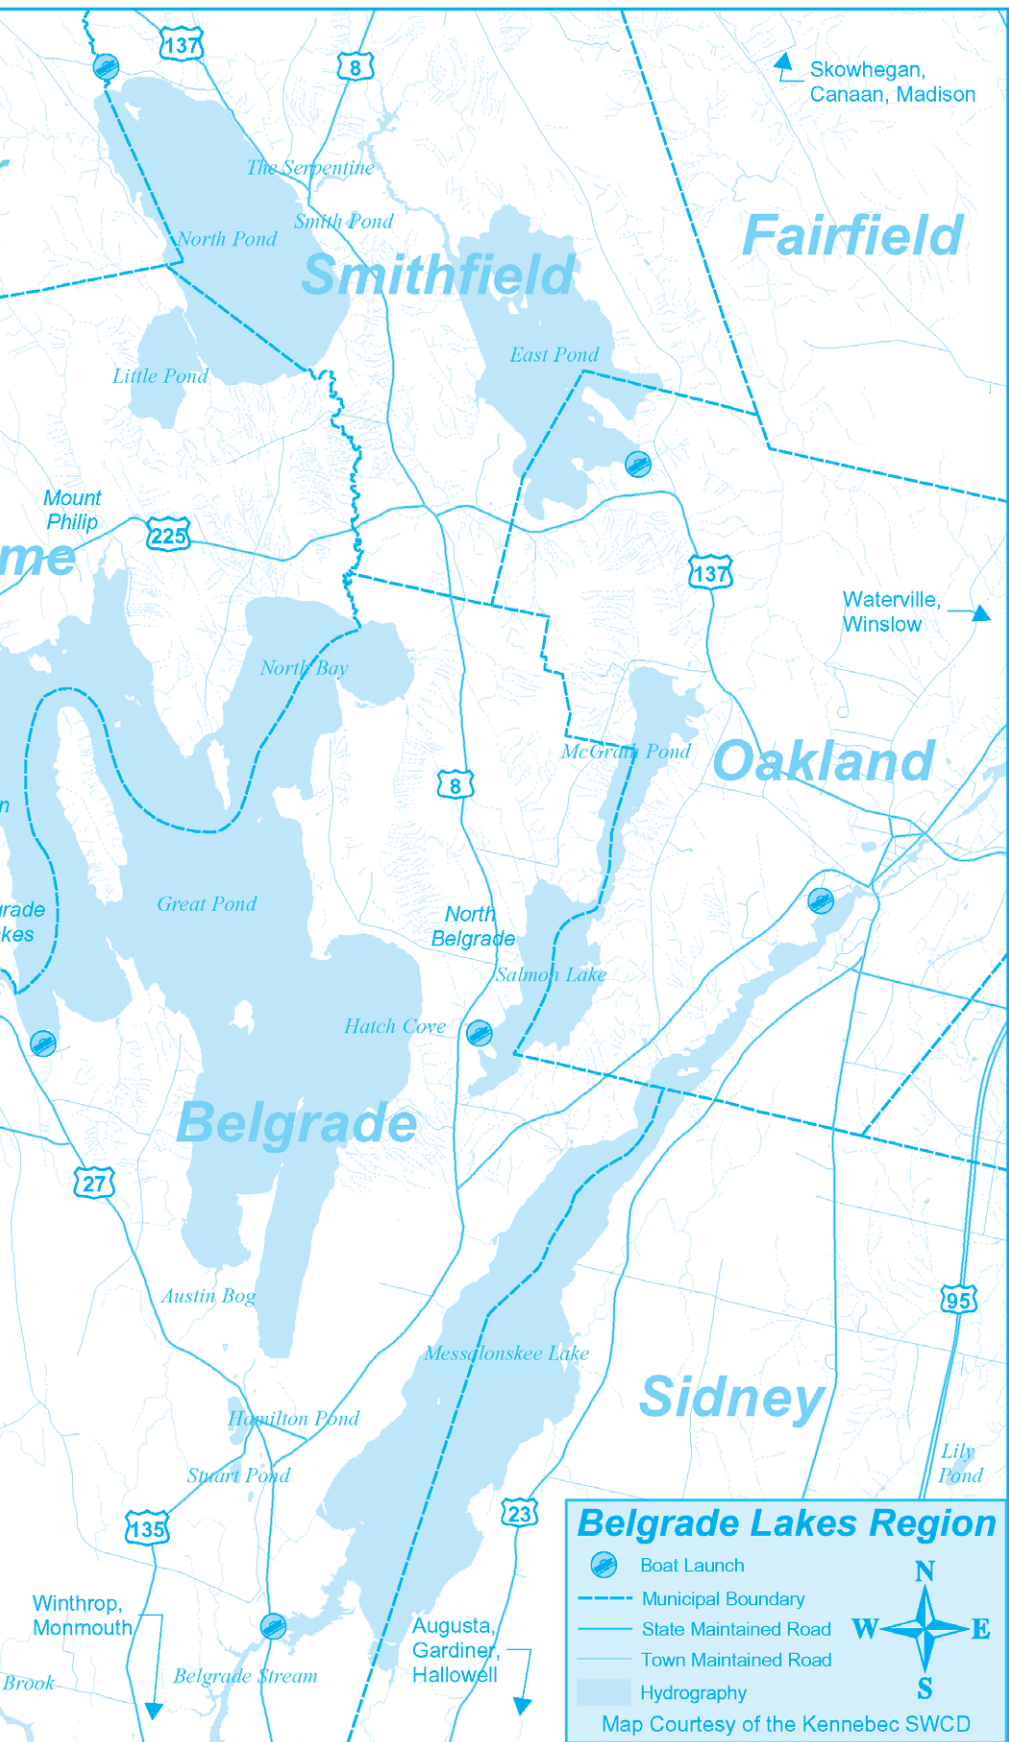 137
8
Skowhegan,
Canaan, Madison
The Serpentine
Smith Pond
North Pond
Fairfield
Smithfield
East Pond
Little Pond
Mount
Philip
225
me
137
Waterville,
Winslow
North Bay
McGrath Pond
Oakland
8
n
Great Pond
grade
kes
North
Belgrade
Salmon Lake
Hatch Cove
Belgrade
27
Austin Bog
95
Messalonskee Lake
Sidney
Hamilton Pond
Lily
Pond
Stuart Pond
135
23
Winthrop,
Monmouth
Augusta,
Gardiner,
Hallowell
Belgrade Stream
Brook
Belgrade Lakes Region
Boat Launch
Municipal Boundary
State Maintained Road
Town Maintained Road
Hydrography
N
W
E
S
Map Courtesy of the Kennebec SWCD